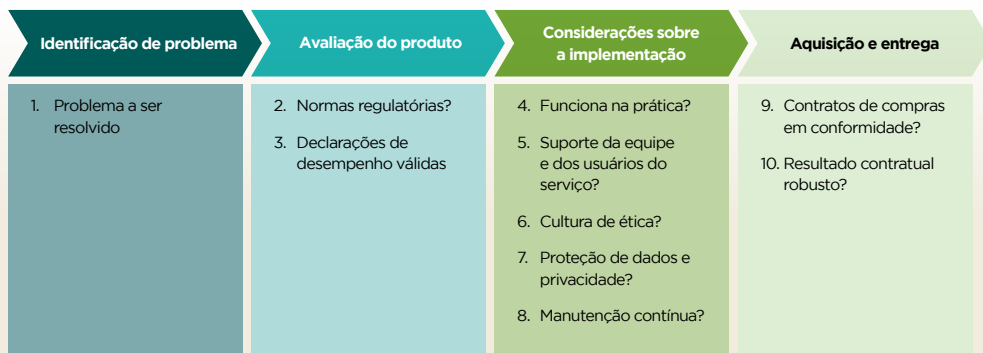 Identificação de problema
Avaliação do produto
Considerações sobre
a implementação
Aquisição e entrega
1. Problema a ser
resolvido
2. Normas regulatórias?
3. Declarações de
desempenho válidas
4. Funciona na prática?
5. Suporte da equipe
e dos usuários do
serviço?
6. Cultura de ética?
7. Proteção de dados e
privacidade?
8. Manutenção contínua?
9. Contratos de compras
em conformidade?
10. Resultado contratual
robusto?